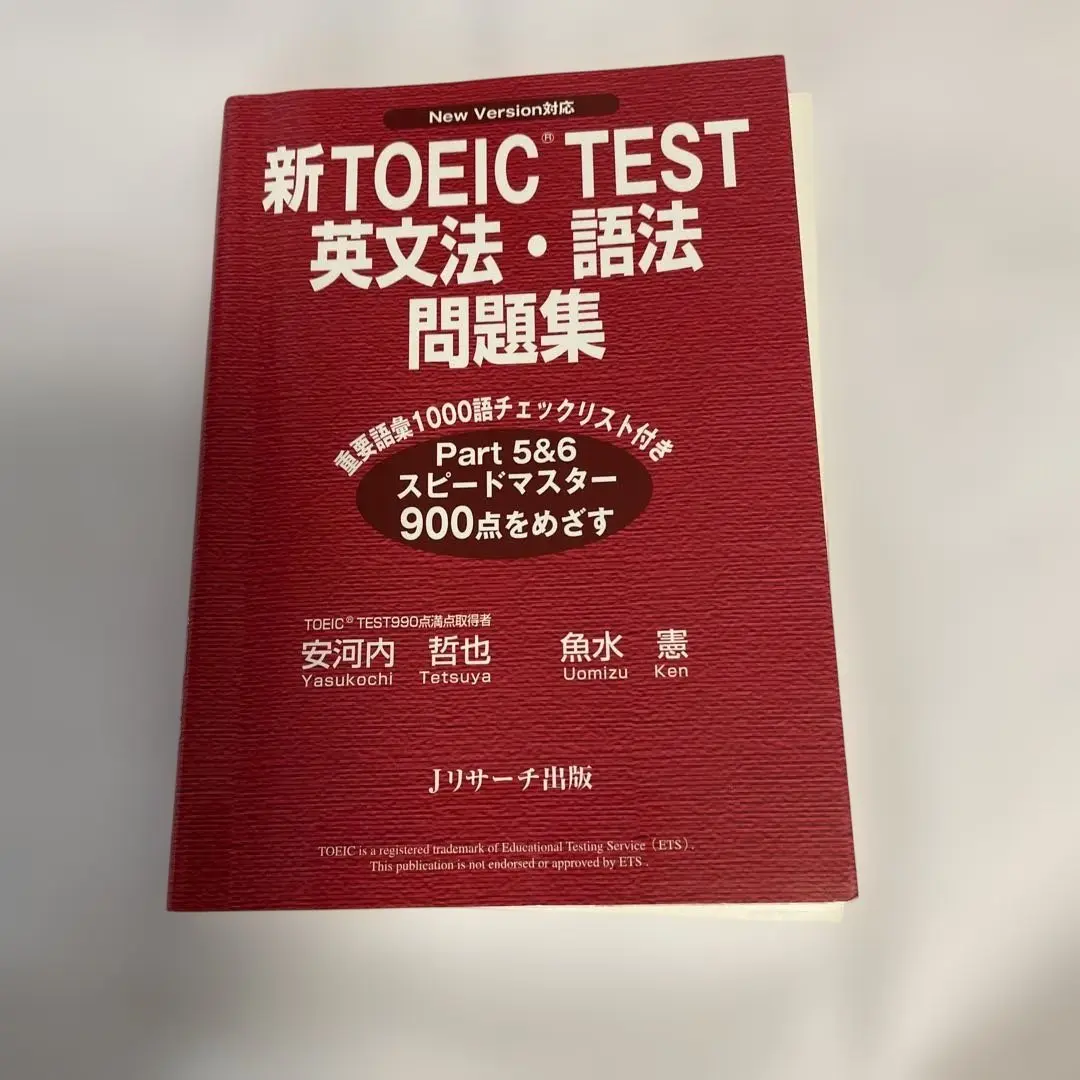 New Version対応
新TOEIC® TEST
英文法・語法
問題集
重要語彙1000語チェックリスト付き
Part 5&6
スピードマスター
900点をめざす
TOEIC® TEST990点満点取得者
安河内 哲也 魚水 憲
Yasukochi Tetsuya Uomizu Ken
Jリサーチ出版
TOEIC is a registered trademark of Educational Testing Service (ETS).
This publication is not endorsed or approved by ETS.